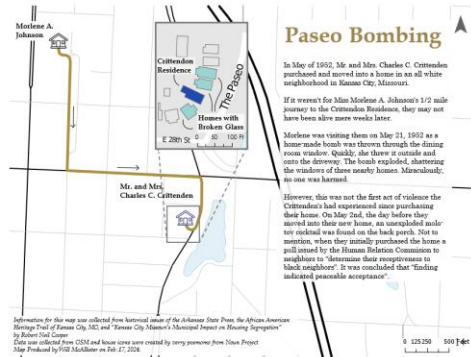 Morlene A.
Johnson
Crittendon
Residence
The Paseo
Homes with
Broken Glass
E 28th St
0 50 100 Ft
Mr. and Mrs.
Charles C. Crittenden
Paseo Bombing
In May of 1952, Mr. and Mrs. Charles C. Crittenden
purchased and moved into a home in an all white
neighborhood in Kansas City, Missouri.
If it weren't for Miss Morlene A. Johnson's 1/2 mile
journey to the Crittenden Residence, they may not
have been alive mere weeks later.
Morlene was visiting them on May 21, 1952 as a
home-made bomb was thrown through the dining
room window. Quickly, she threw it outside and
onto the driveway. The bomb exploded, shattering
the windows of three nearby homes. Miraculously,
no one was harmed.
However, this was not the first act of violence the
Crittenden's had experienced since purchasing
their home. On May 2nd, the day before they
moved into their new home, an unexploded molo-
tov cocktail was found on the back porch. Not to
mention, when they initially purchased the home a
poll issued by the Human Relation Commision to
neighbors to "determine their receptiveness to
black neighbors". It was concluded that "finding
indicated peaceable acceptance".
Information for this map was collected from historical issues of the Arkansas State Press, the African American
Heritage Trail of Kansas City, MO, and "Kansas City Missouri's Municipal Impact on Housing Segregation"
by Robert Neil Cooper
Data was collected from OSM and house icons were created by verry poernomo from Noun Project
Map Produced by Will McAllister on Feb 17, 2026.
0 125 250 500 Feet